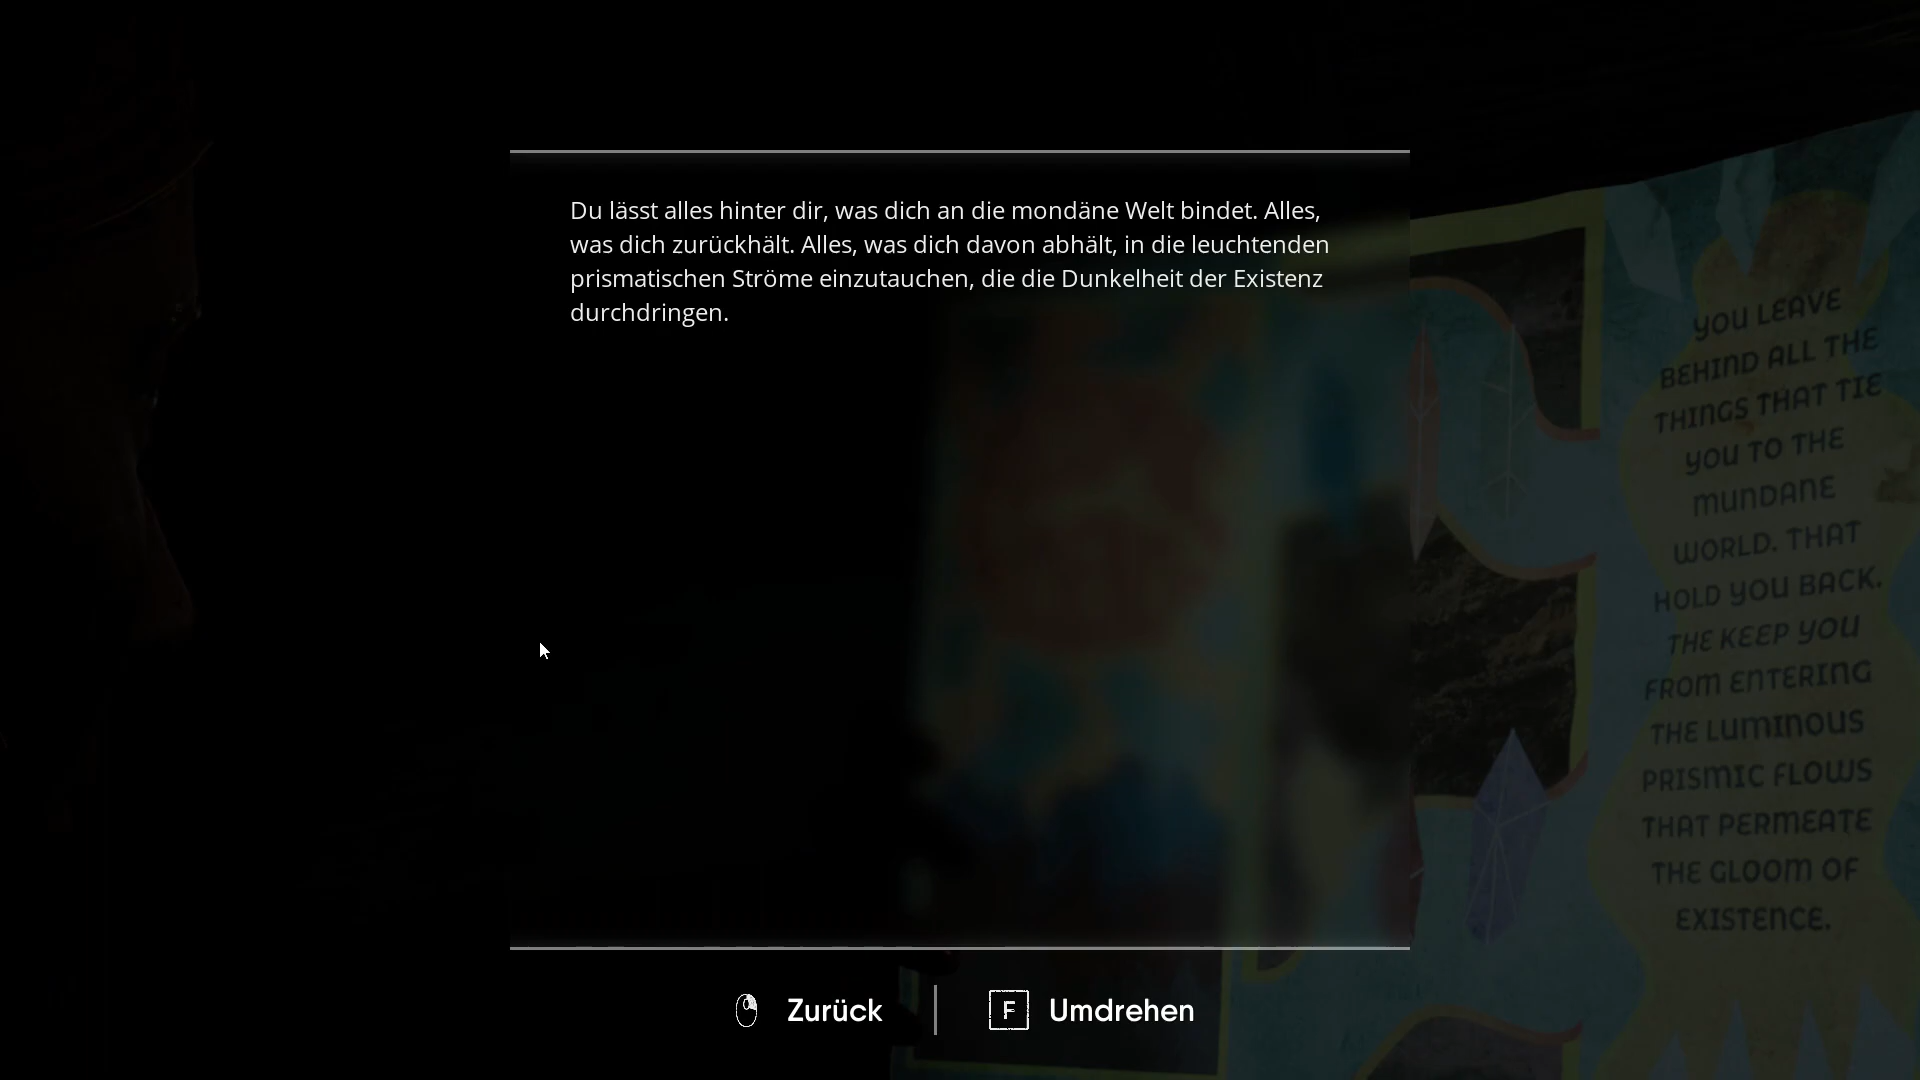 Du lässt alles hinter dir, was dich an die mondäne Welt bindet. Alles,
was dich zurückhält. Alles, was dich davon abhält, in die leuchtenden
prismatischen Ströme einzutauchen, die die Dunkelheit der Existenz
durchdringen.
YOU LEAVE
BEHIND ALL THE
THINGS THAT TIE
YOU TO THE
MUNDANE
WORLD. THAT
HOLD YOU BACK.
THE KEEP YOU
FROM ENTERING
THE LUMINOUS
PRISMIC FLOWS
THAT PERMEATE
THE GLOOM OF
EXISTENCE.
Zurück
F Umdrehen